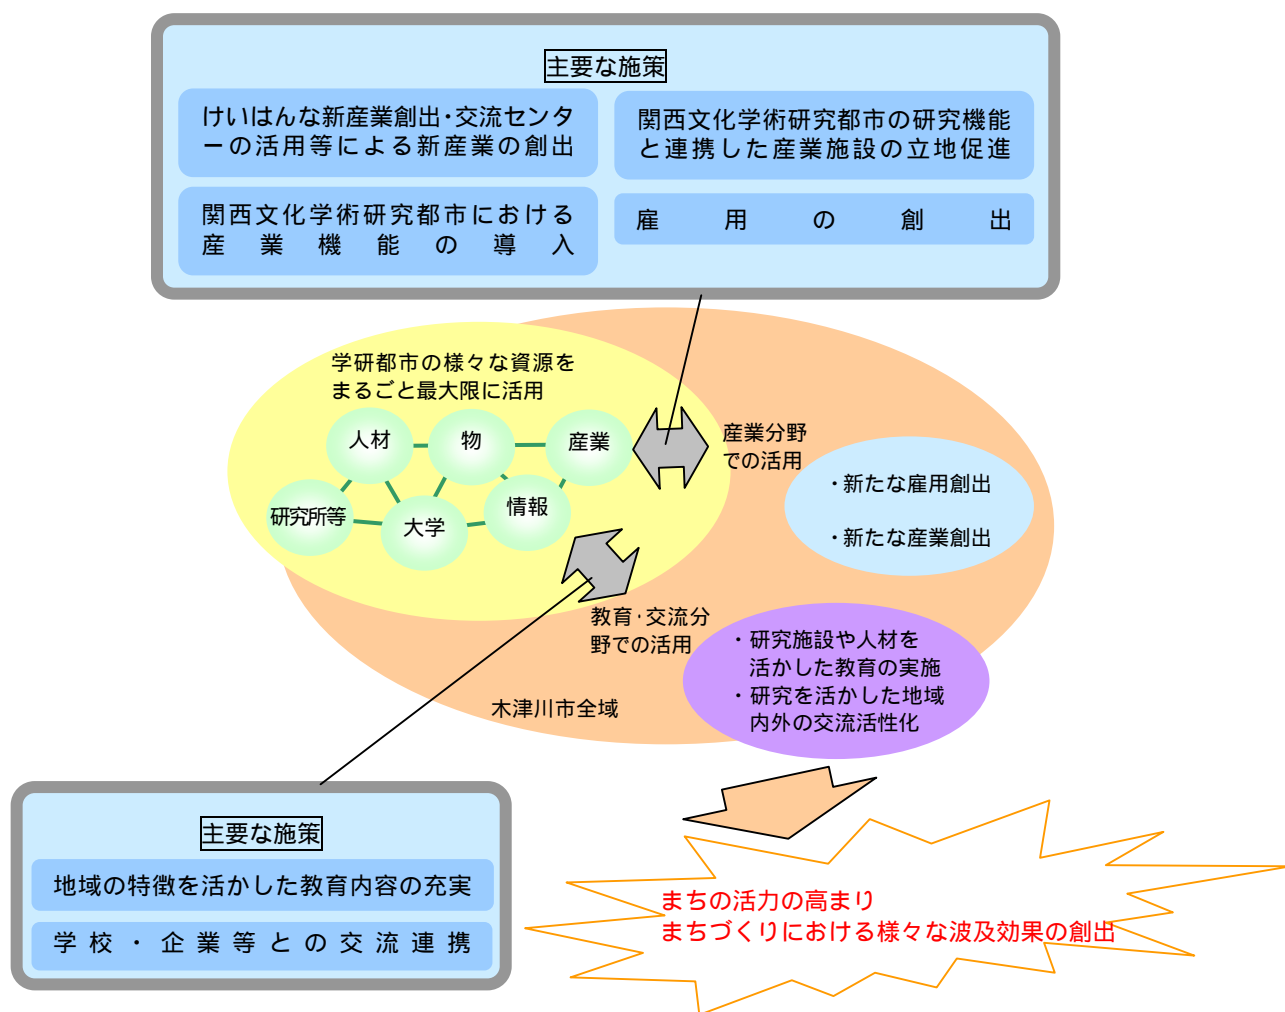 主要な施策
けいはんな新産業創出・交流センタ
ーの活用等による新産業の創出
関西文化学術研究都市の研究機能
と連携した産業施設の立地促進
関西文化学術研究都市における
産業機能の導入
雇用の創出
学研都市の様々な資源を
まるごと最大限に活用
人材
物
産業
研究所等
大学
情報
産業分野
での活用
・新たな雇用創出
・新たな産業創出
教育・交流分
野での活用
・研究施設や人材を
活かした教育の実施
・研究を活かした地域
内外の交流活性化
木津川市全域
主要な施策
地域の特徴を活かした教育内容の充実
学校・企業等との交流連携
まちの活力の高まり
まちづくりにおける様々な波及効果の創出